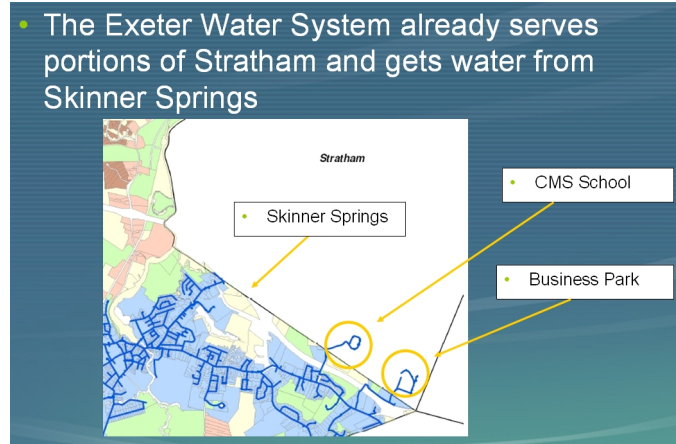 • The Exeter Water System already serves
portions of Stratham and gets water from
Skinner Springs
Stratham
• CMS School
• Skinner Springs
• Business Park